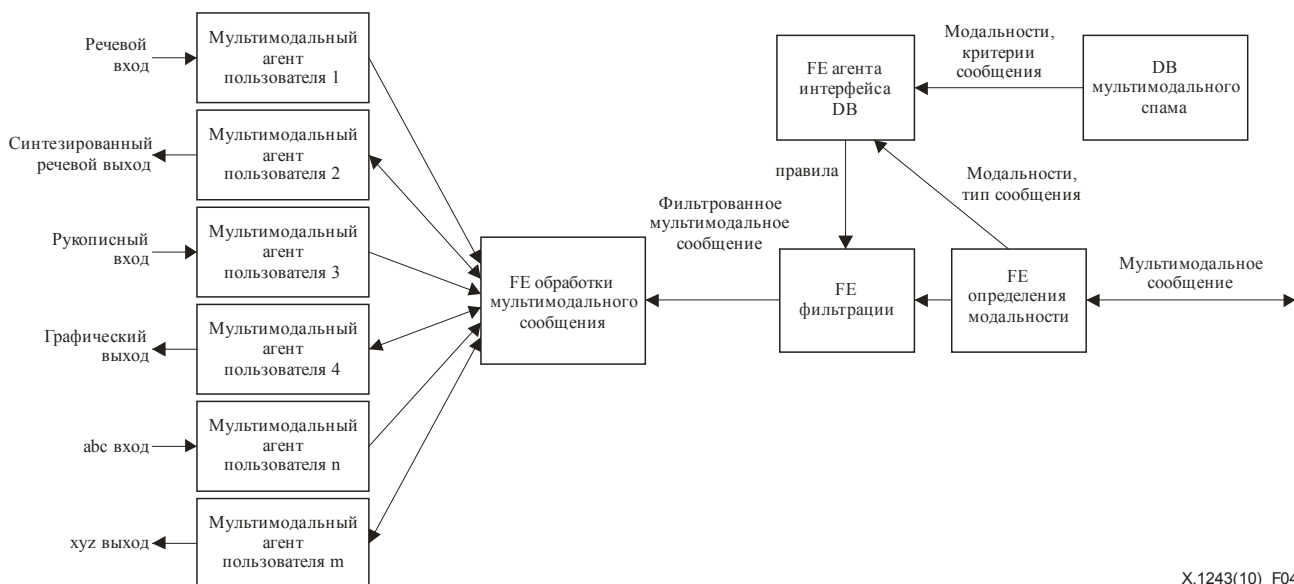 Речевой
вход
Мультимодальный
агент
пользователя 1
Синтезированный
речевой выход
Мультимодальный
агент
пользователя 2
Рукописный
вход
Мультимодальный
агент
пользователя 3
Графический
выход
Мультимодальный
агент
пользователя 4
abc вход
Мультимодальный
агент
пользователя n
xyz выход
Мультимодальный
агент
пользователя m
FE обработки
мультимодального
сообщения
Фильтрованное
мультимодальное
сообщение
FE агента
интерфейса
DB
Модальности,
критерии
сообщения
DB
мультимодального
спама
правила
Модальности,
тип сообщения
FE
фильтрации
FE
определения
модальности
Мультимодальное
сообщение
X.1243(10)_F04